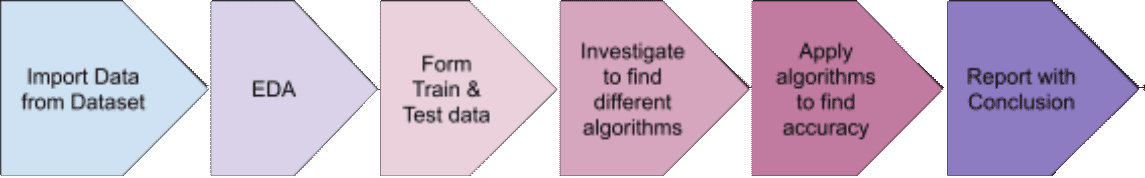 Import Data
from Dataset
EDA
Form
Train &
Test data
Investigate
to find
different
algorithms
Apply
algorithms
to find
accuracy
Report with
Conclusion